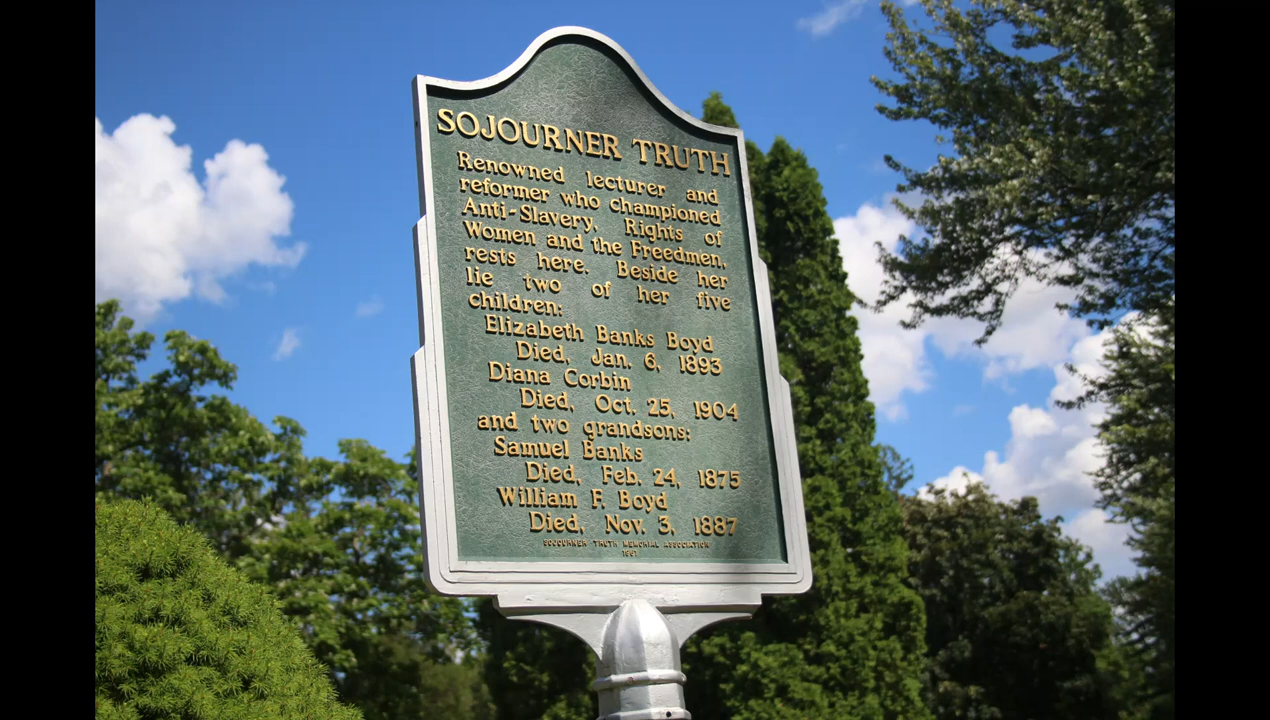 SOJOURNER TRUTH
Renowned lecturer and
reformer who championed
Anti-Slavery, Rights of
Women and the Freedmen,
rests here. Beside her
lie two of her five
children:
Elizabeth Banks Boyd
Died, Jan. 6, 1893
Diana Corbin
Died, Oct. 25, 1904
and two grandsons:
Samuel Banks
Died, Feb. 24, 1875
William F. Boyd
Died, Nov. 3, 1887
SOJOURNER TRUTH MEMORIAL ASSOCIATION